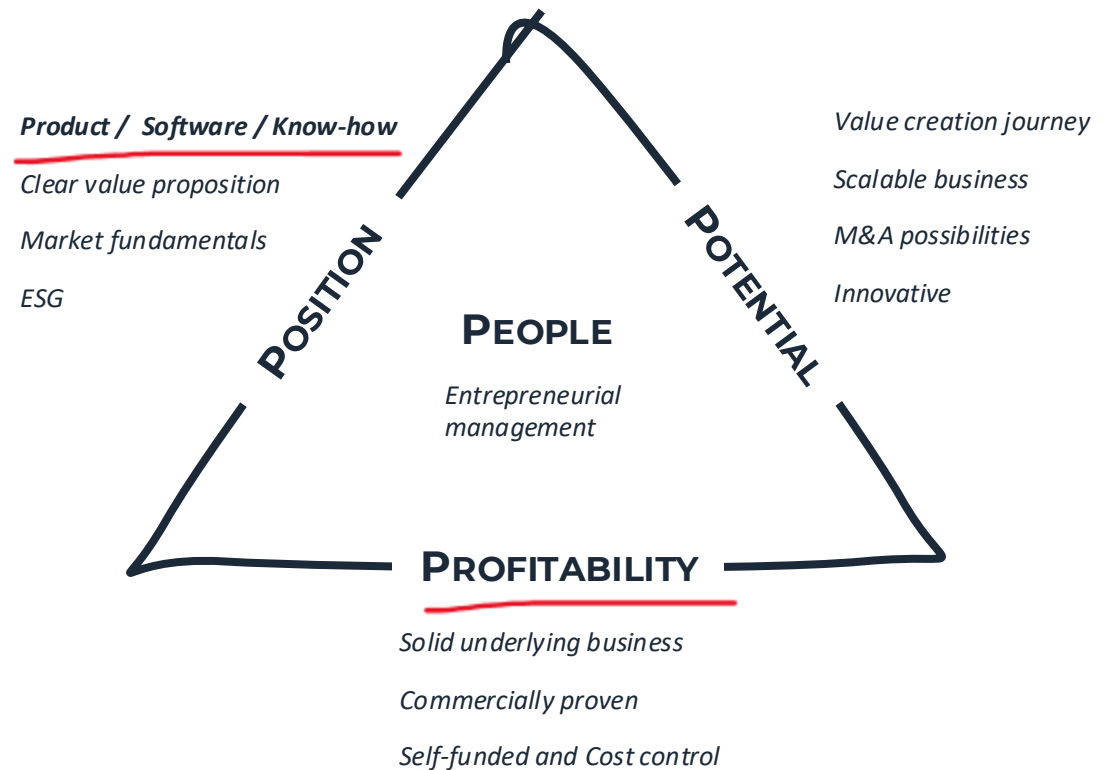 Product / Software / Know-how
Clear value proposition
Market fundamentals
ESG
POSITION
Value creation journey
Scalable business
M&A possibilities
Innovative
POTENTIAL
PEOPLE
Entrepreneurial
management
PROFITABILITY
Solid underlying business
Commercially proven
Self-funded and Cost control